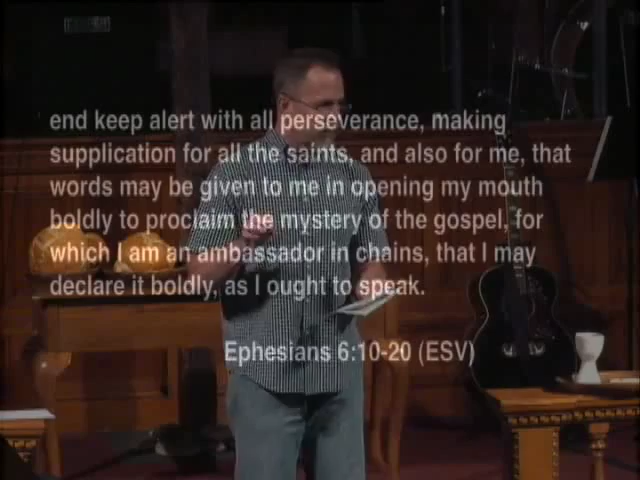 end keep alert with all perseverance, making
supplication for all the saints, and also for me, that
words may be given to me in opening my mouth
boldly to proclaim the mystery of the gospel, for
which I am an ambassador in chains, that I may
declare it boldly, as I ought to speak.
Ephesians 6:10-20 (ESV)